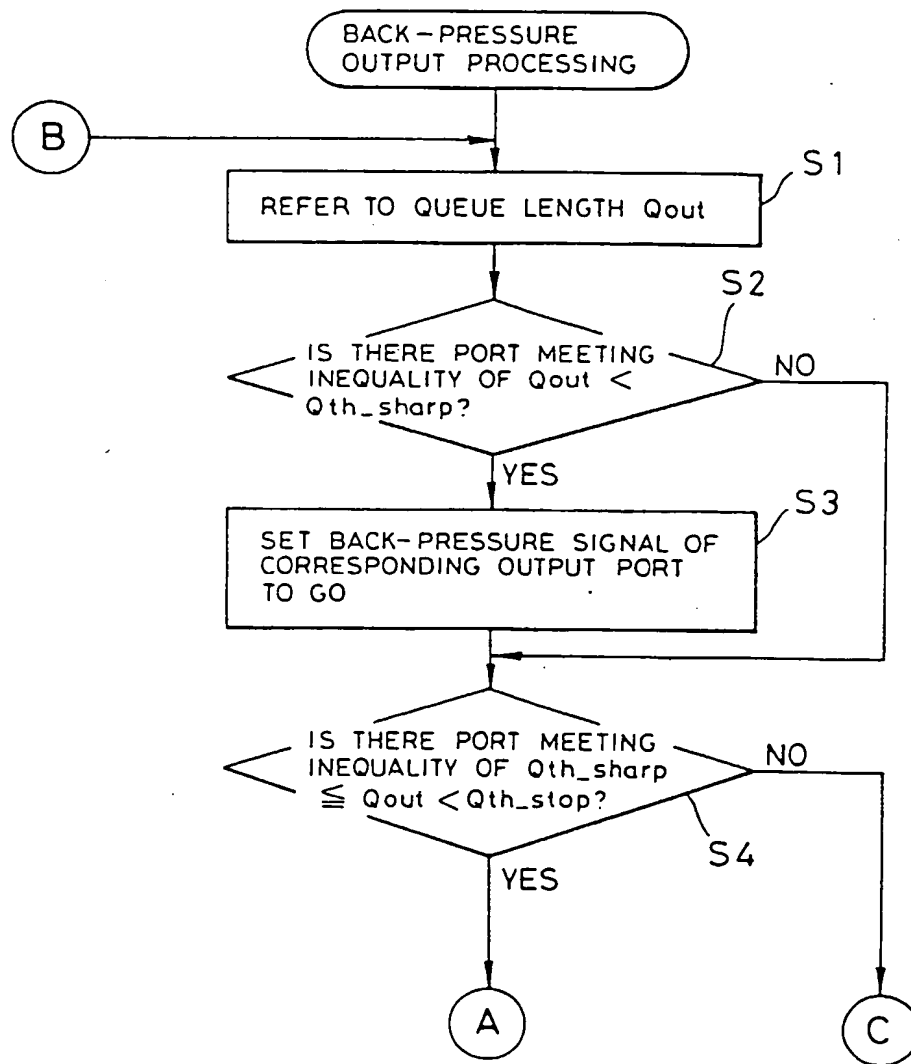 BACK-PRESSURE
OUTPUT PROCESSING
B
S1
REFER TO QUEUE LENGTH Qout
S2
IS THERE PORT MEETING
INEQUALITY OF Qout <
Qth_sharp?
NO
YES
S3
SET BACK-PRESSURE SIGNAL OF
CORRESPONDING OUTPUT PORT
TO GO
IS THERE PORT MEETING
INEQUALITY OF Qth_sharp
≦ Qout < Qth_stop?
NO
S4
YES
A
C